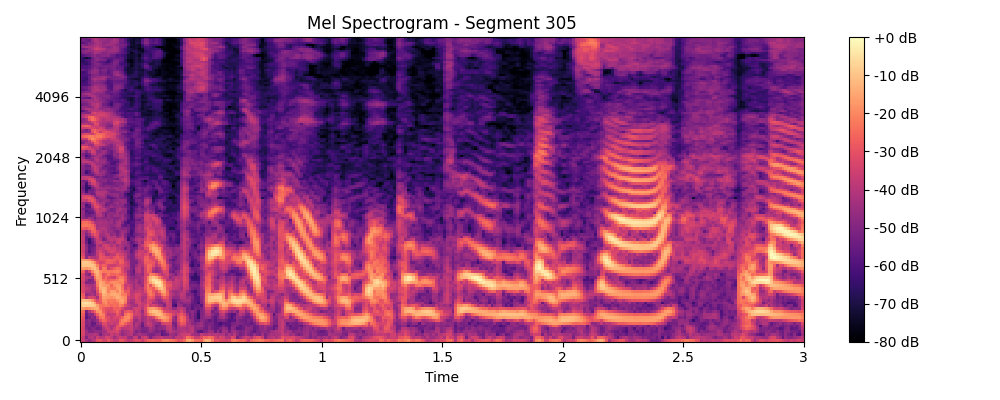 Mel Spectrogram - Segment 305
+0 dB
-10 dB
-20 dB
-30 dB
-40 dB
-50 dB
-60 dB
-70 dB
-80 dB
4096
2048
1024
512
0
Frequency
0
0.5
1
1.5
2
2.5
3
Time